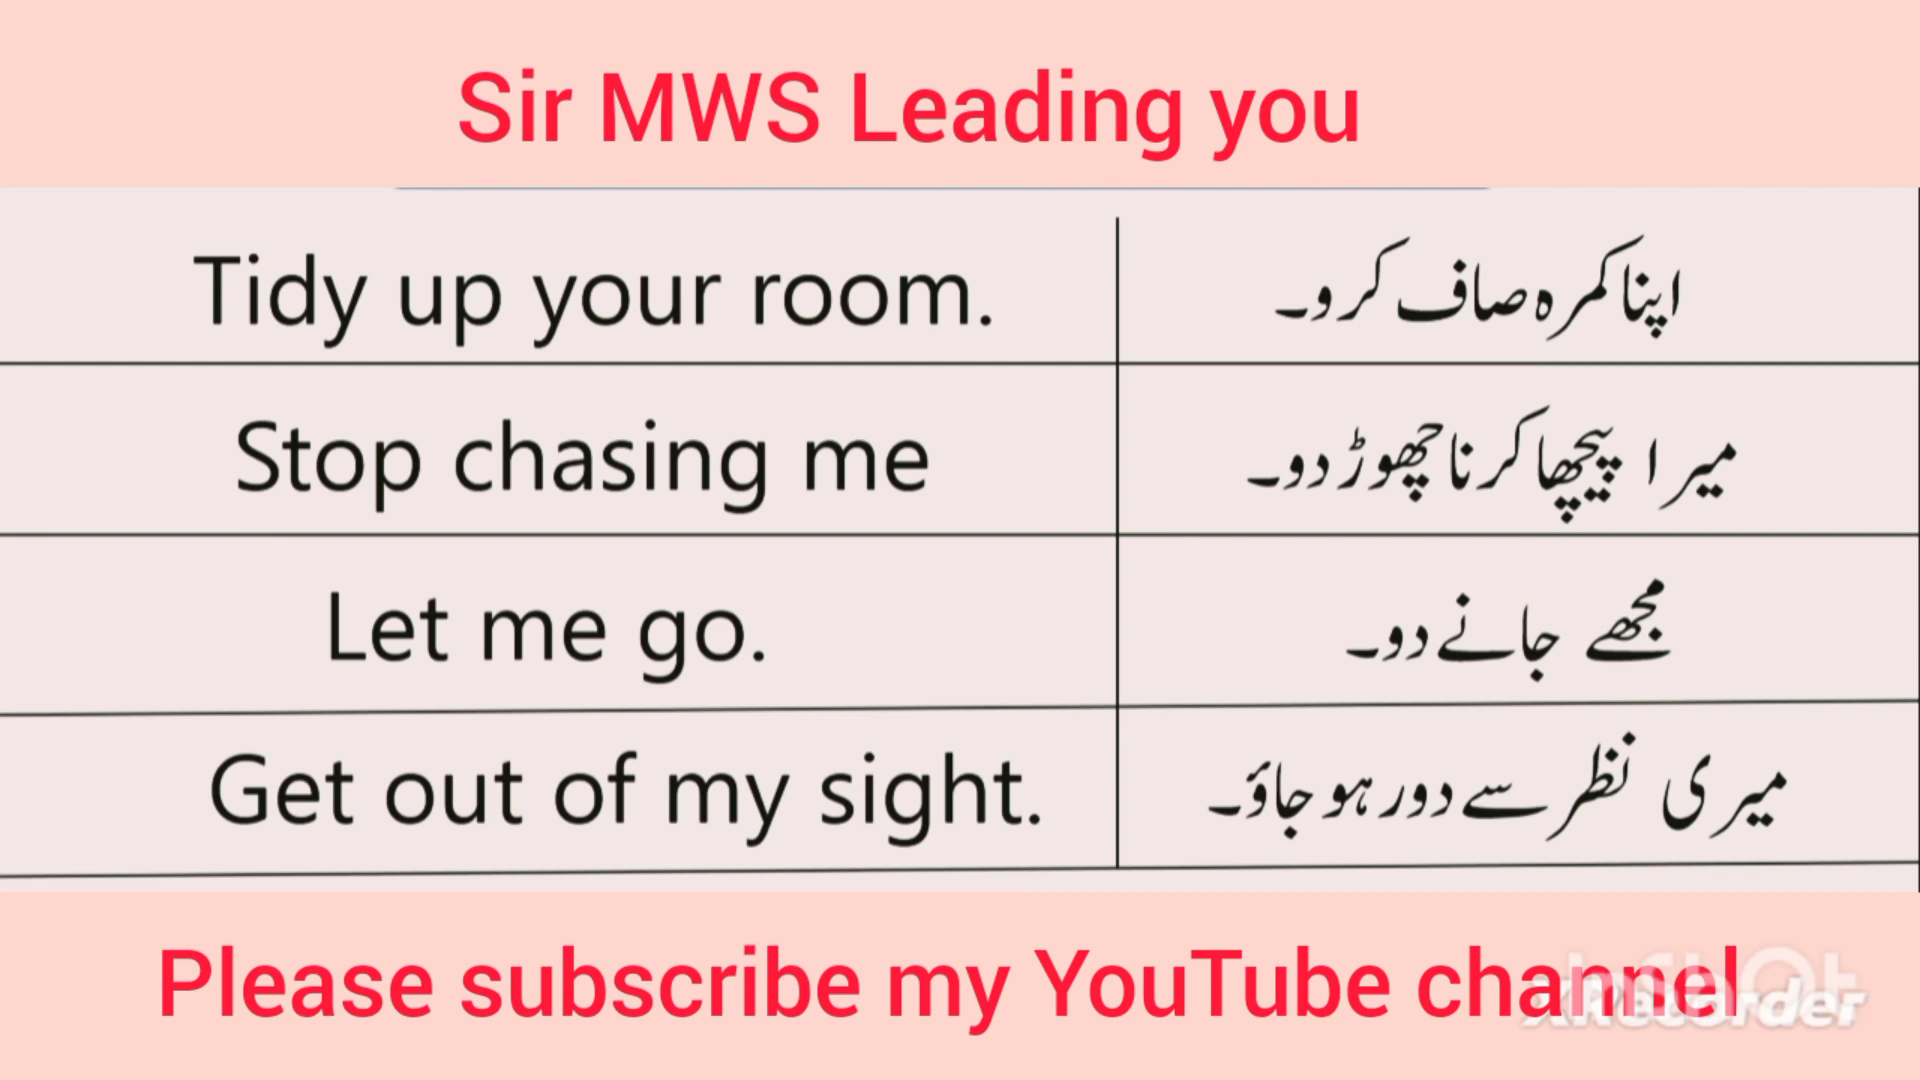 Sir MWS Leading you
Tidy up your room. اپنا کمرہ صاف کرو۔
Stop chasing me میرا پیچھا کرنا چھوڑ دو۔
Let me go. مجھے جانے دو۔
Get out of my sight. میری نظر سے دور ہو جاؤ۔
Please subscribe my YouTube channel
InShOt
XRecorder